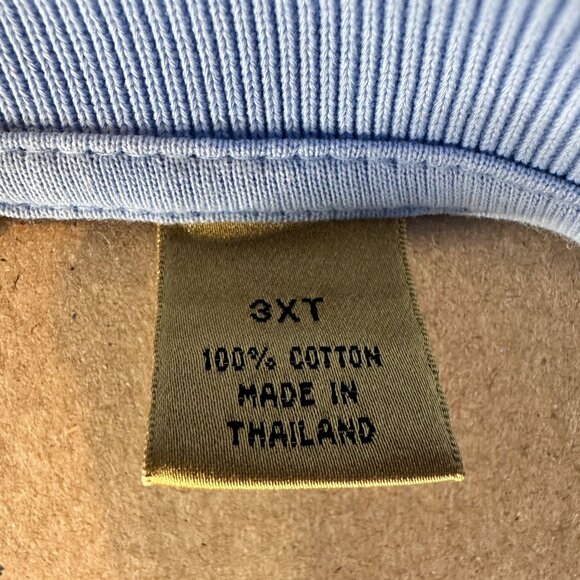 3XT
100% COTTON
MADE IN
THAILAND